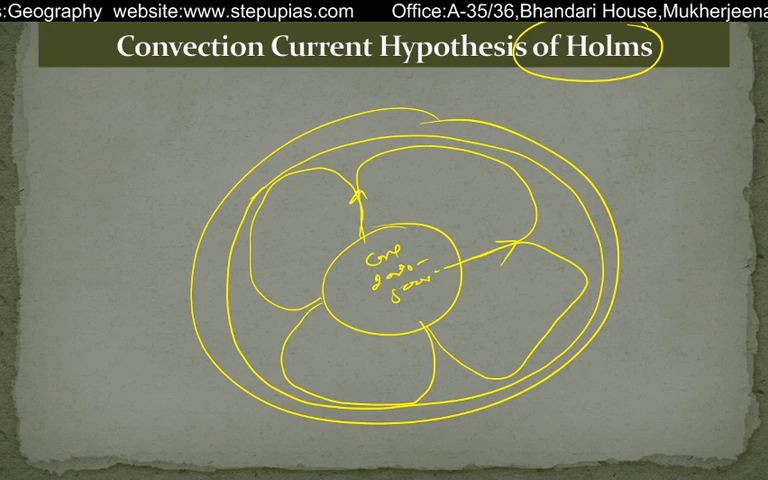 s:Geography website:www.stepupias.com Office:A-35/36,Bhandari House,Mukherjeena
Convection Current Hypothesis of Holms
Core